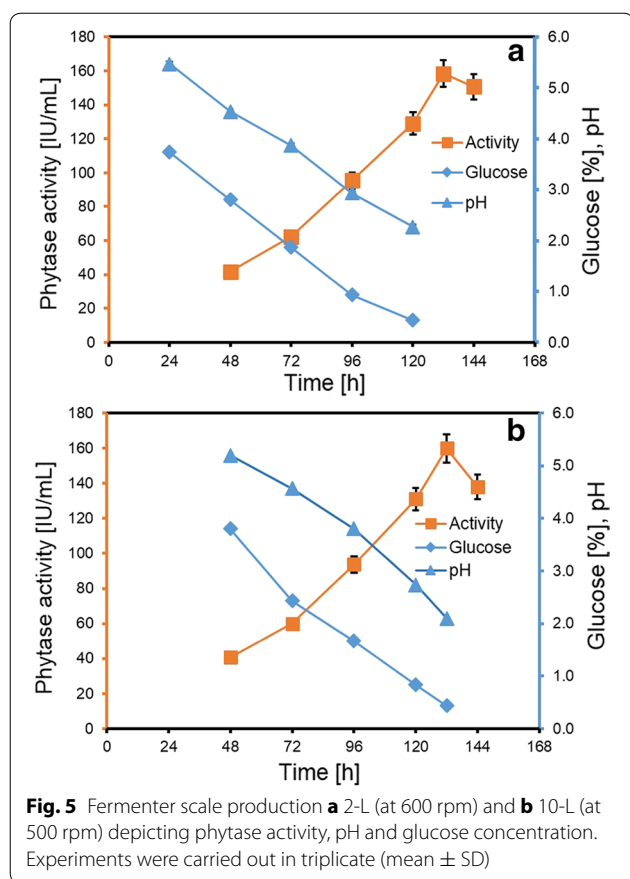 a
180
160
140
120
100
80
60
40
20
0
Phytase activity [IU/mL]
6.0
5.0
4.0
3.0
2.0
1.0
0.0
Glucose [%], pH
Activity
Glucose
pH
0 24 48 72 96 120 144 168
Time [h]
b
180
160
140
120
100
80
60
40
20
0
Phytase activity [IU/mL]
6.0
5.0
4.0
3.0
2.0
1.0
0.0
Glucose [%], pH
Activity
Glucose
pH
0 24 48 72 96 120 144 168
Time [h]
Fig. 5 Fermenter scale production a 2-L (at 600 rpm) and b 10-L (at
500 rpm) depicting phytase activity, pH and glucose concentration.
Experiments were carried out in triplicate (mean ± SD)